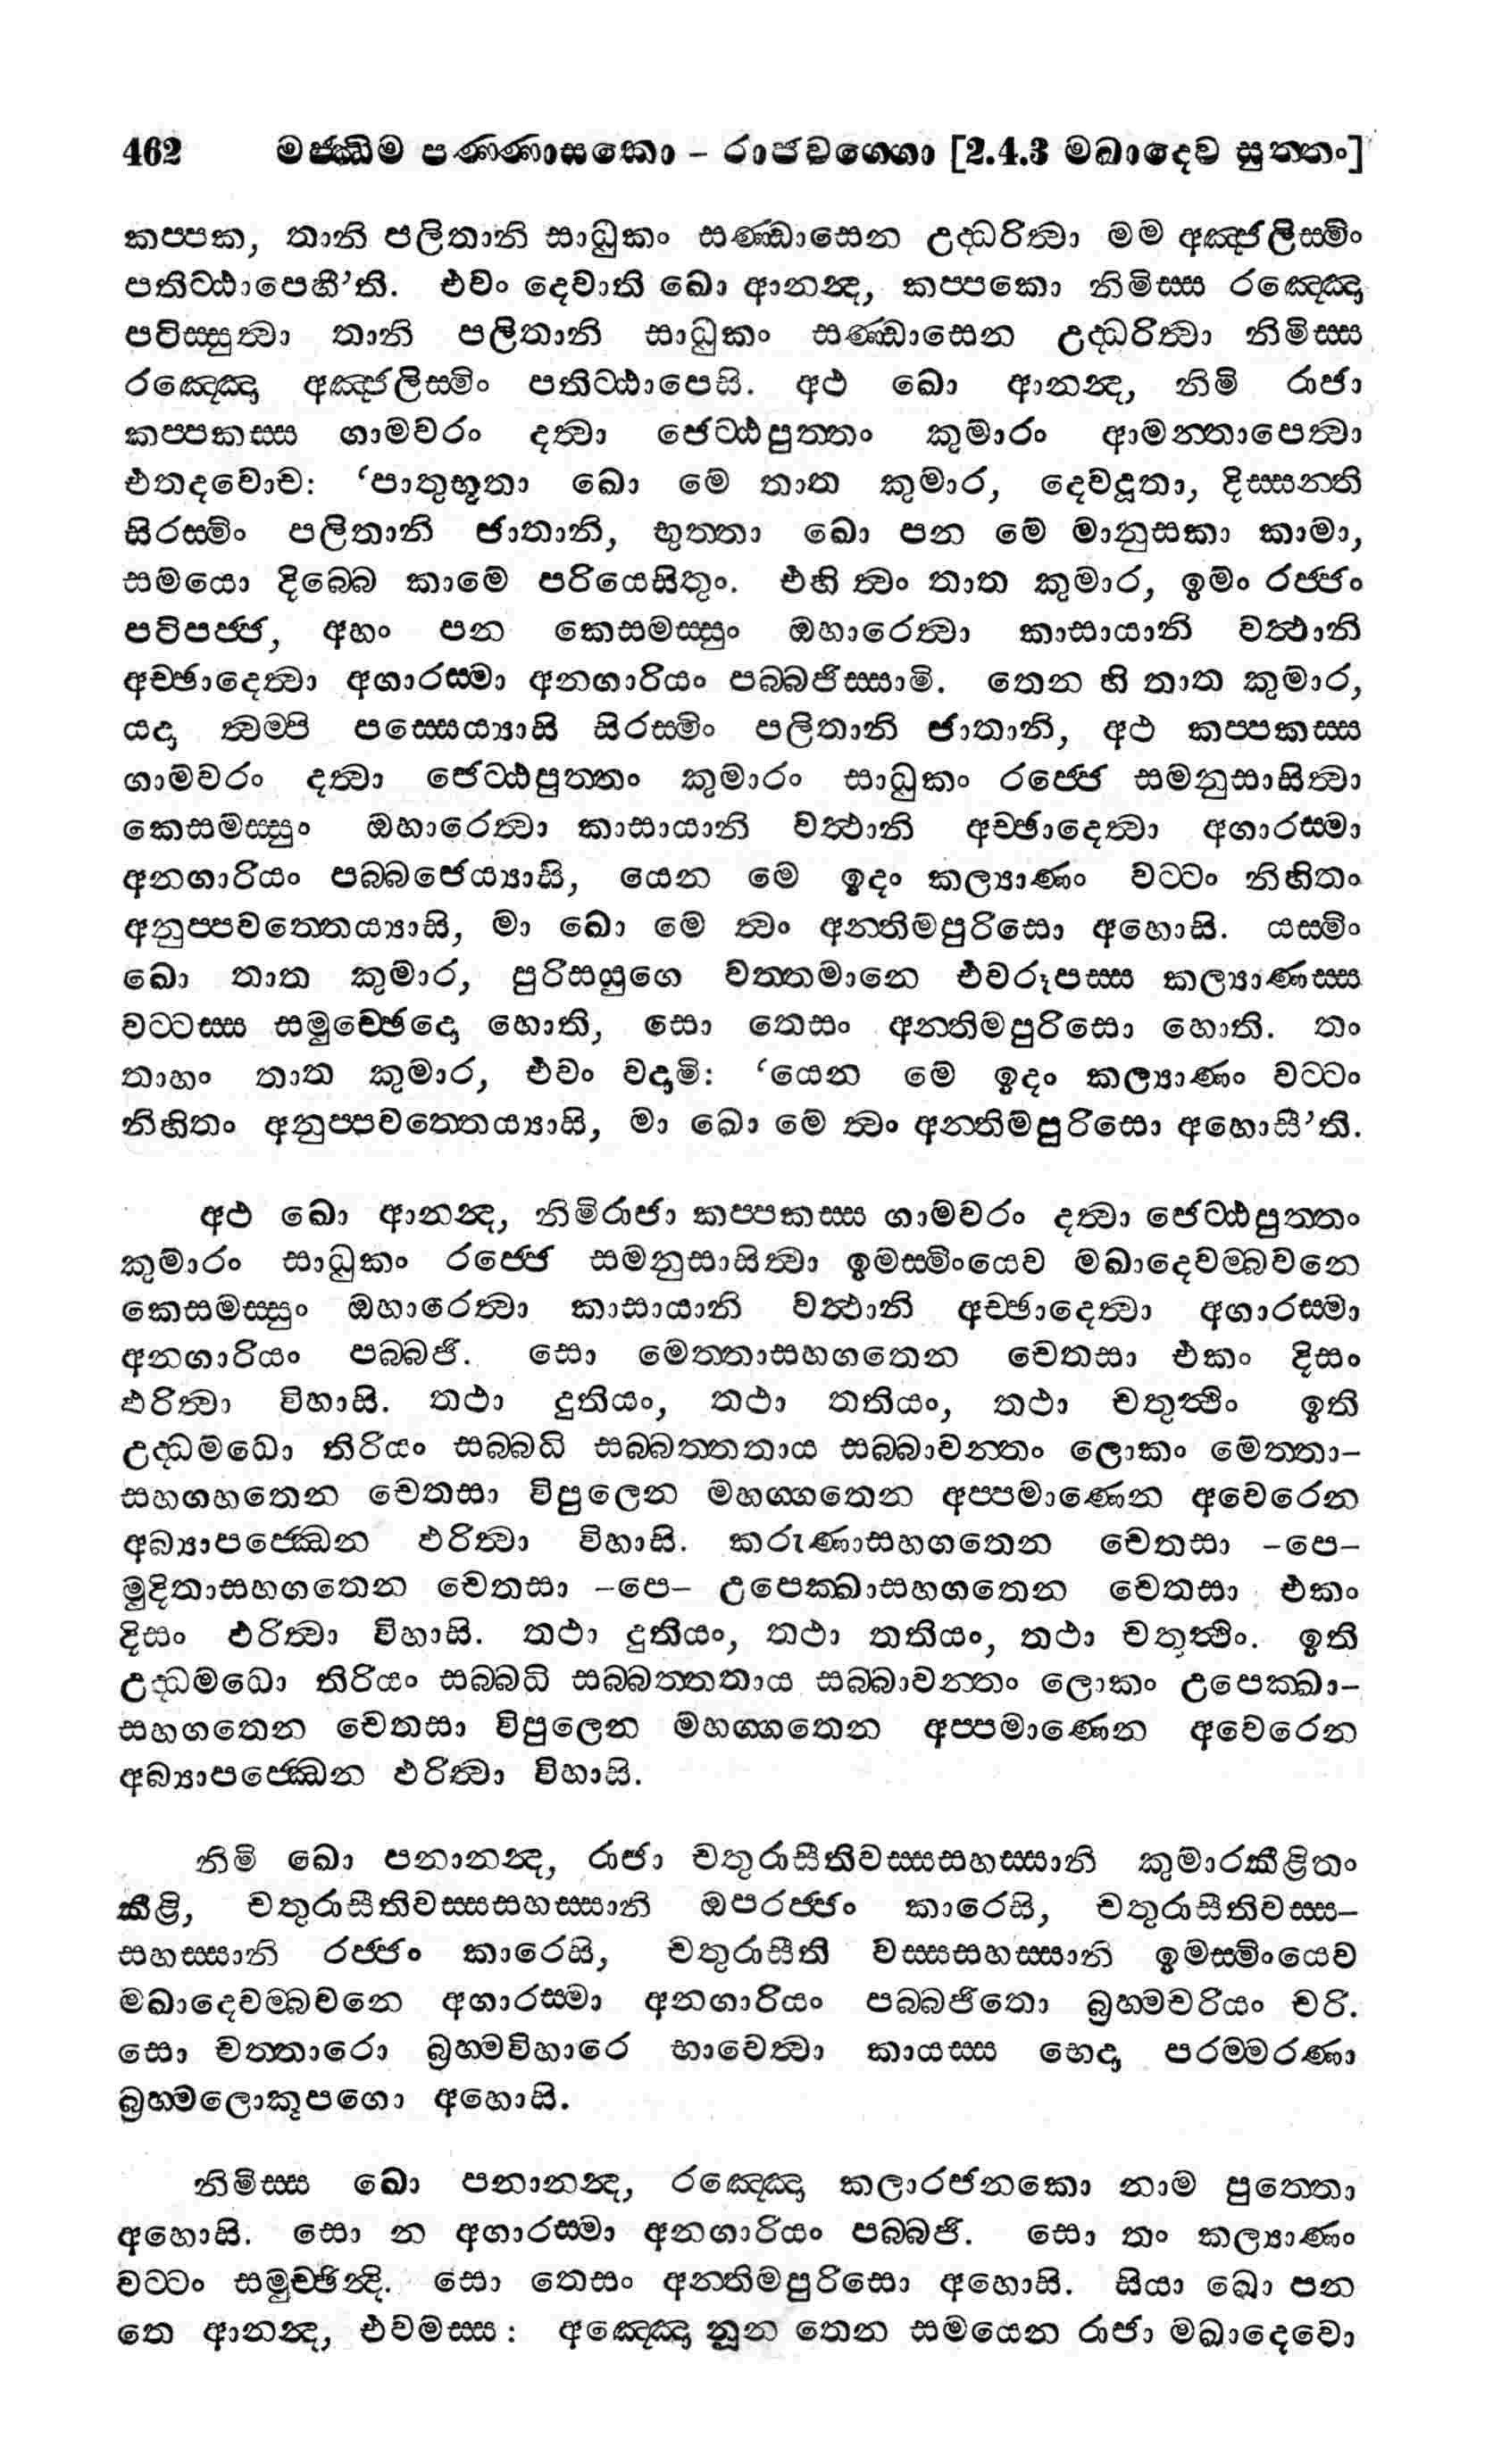 462 මජ්ඣිම පණ්ණාසකො - රාජවග්ගො [2.4.3 මඛාදෙව සුත්තං]
කප්පක, තානි පලිතානි සාධුකං සණ්ඩාසෙන උද්ධරිත්වා මම අඤ්ජලිස්මිං
පතිට්ඨාපෙහී’ති. එවං දෙවාති ඛො ආනන්ද, කප්පකො නිමිස්ස රඤ්ඤො
පටිස්සුත්වා තානි පලිතානි සාධුකං සණ්ඩාසෙන උද්ධරිත්වා නිමිස්ස
රඤ්ඤො අඤ්ජලිස්මිං පතිට්ඨාපෙසි. අථ ඛො ආනන්ද, නිමි රාජා
කප්පකස්ස ගාමවරං දත්වා ජෙට්ඨපුත්තං කුමාරං ආමන්තාපෙත්වා
එතදවොච: ‘පාතුභූතා ඛො මෙ තාත කුමාර, දෙවදූතා, දිස්සන්ති
සිරස්මිං පලිතානි ජාතානි, භුත්තා ඛො පන මෙ මානුසකා කාමා,
සමයො දිබ්බෙ කාමෙ පරියෙසිතුං. එහි ත්වං තාත කුමාර, ඉමං රජ්ජං
පටිපජ්ජ, අහං පන කෙසමස්සුං ඔහාරෙත්වා කාසායානි වත්ථානි
අච්ඡාදෙත්වා අගාරස්මා අනගාරියං පබ්බජිස්සාමි. තෙන හි තාත කුමාර,
යදා ත්වම්පි පස්සෙය්‍යාසි සිරස්මිං පලිතානි ජාතානි, අථ කප්පකස්ස
ගාමවරං දත්වා ජෙට්ඨපුත්තං කුමාරං සාධුකං රජ්ජෙ සමනුසාසිත්වා
කෙසමස්සුං ඔහාරෙත්වා කාසායානි වත්ථානි අච්ඡාදෙත්වා අගාරස්මා
අනගාරියං පබ්බජෙය්‍යාසි, යෙන මෙ ඉදං කල්‍යාණං වට්ටං නිහිතං
අනුප්පවත්තෙය්‍යාසි, මා ඛො මෙ ත්වං අන්තිමපුරිසො අහොසි. යස්මිං
ඛො තාත කුමාර, පුරිසයුගෙ වත්තමානෙ එවරූපස්ස කල්‍යාණස්ස
වට්ටස්ස සමුච්ඡෙදො හොති, සො තෙසං අන්තිමපුරිසො හොති. තං
තාහං තාත කුමාර, එවං වදාමි: ‘යෙන මෙ ඉදං කල්‍යාණං වට්ටං
නිහිතං අනුප්පවත්තෙය්‍යාසි, මා ඛො මෙ ත්වං අන්තිමපුරිසො අහොසී’ති.
අථ ඛො ආනන්ද, නිමිරාජා කප්පකස්ස ගාමවරං දත්වා ජෙට්ඨපුත්තං
කුමාරං සාධුකං රජ්ජෙ සමනුසාසිත්වා ඉමස්මිංයෙව මඛාදෙවම්බවනෙ
කෙසමස්සුං ඔහාරෙත්වා කාසායානි වත්ථානි අච්ඡාදෙත්වා අගාරස්මා
අනගාරියං පබ්බජි. සො මෙත්තාසහගතෙන චෙතසා එකං දිසං
ඵරිත්වා විහාසි. තථා දුතියං, තථා තතියං, තථා චතුත්ථිං ඉති
උද්ධමධො තිරියං සබ්බධි සබ්බත්තතාය සබ්බාවන්තං ලොකං මෙත්තා-
සහගහතෙන චෙතසා විපුලෙන මහග්ගතෙන අප්පමාණෙන අවෙරෙන
අබ්‍යාපජ්ඣෙන ඵරිත්වා විහාසි. කරුණාසහගතෙන චෙතසා -පෙ-
මුදිතාසහගතෙන චෙතසා -පෙ- උපෙක්ඛාසහගතෙන චෙතසා එකං
දිසං ඵරිත්වා විහාසි. තථා දුතියං, තථා තතියං, තථා චතුත්ථිං. ඉති
උද්ධමධො තිරියං සබ්බධි සබ්බත්තතාය සබ්බාවන්තං ලොකං උපෙක්ඛා-
සහගතෙන චෙතසා විපුලෙන මහග්ගතෙන අප්පමාණෙන අවෙරෙන
අබ්‍යාපජ්ඣෙන ඵරිත්වා විහාසි.
නිමි ඛො පනානන්ද, රාජා චතුරාසීතිවස්සසහස්සානි කුමාරකීළිතං
කීළි, චතුරාසීතිවස්සසහස්සානි ඔපරජ්ජං කාරෙසි, චතුරාසීතිවස්ස-
සහස්සානි රජ්ජං කාරෙසි, චතුරාසීති වස්සසහස්සානි ඉමස්මිංයෙව
මඛාදෙවම්බවනෙ අගාරස්මා අනගාරියං පබ්බජිතො බ්‍රහ්මචරියං චරි.
සො චත්තාරො බ්‍රහ්මවිහාරෙ භාවෙත්වා කායස්ස භෙදා පරම්මරණා
බ්‍රහ්මලොකූපගො අහොසි.
නිමිස්ස ඛො පනානන්ද, රඤ්ඤො කලාරජනකො නාම පුත්තො
අහොසි. සො න අගාරස්මා අනගාරියං පබ්බජි. සො තං කල්‍යාණං
වට්ටං සමුච්ඡින්දි. සො තෙසං අන්තිමපුරිසො අහොසි. සියා ඛො පන
තෙ ආනන්ද, එවමස්ස: අඤ්ඤො නූන තෙන සමයෙන රාජා මඛාදෙවො